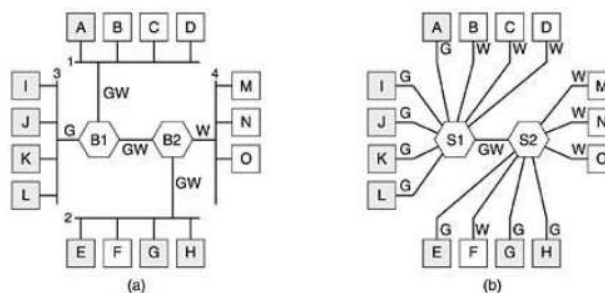 A B C D
1
I 3 4 M
GW
J N
G B1 B2 W
GW
K O
GW
L
2
E F G H
(a)
A B C D
G W W W
I G W M
J G W N
S1 S2
K G GW W O
L G
G W G G
E F G H
(b)